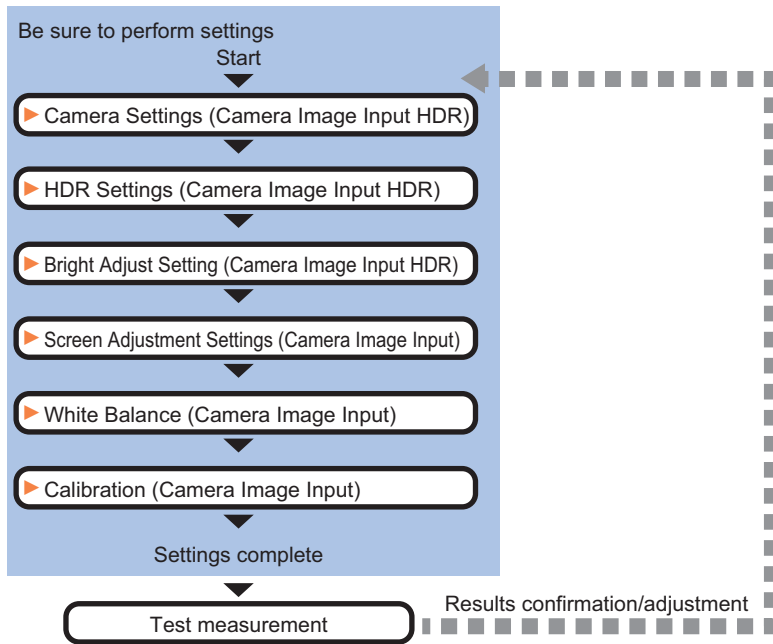 Be sure to perform settings
Start
Camera Settings (Camera Image Input HDR)
HDR Settings (Camera Image Input HDR)
Bright Adjust Setting (Camera Image Input HDR)
Screen Adjustment Settings (Camera Image Input)
White Balance (Camera Image Input)
Calibration (Camera Image Input)
Settings complete
Test measurement
Results confirmation/adjustment